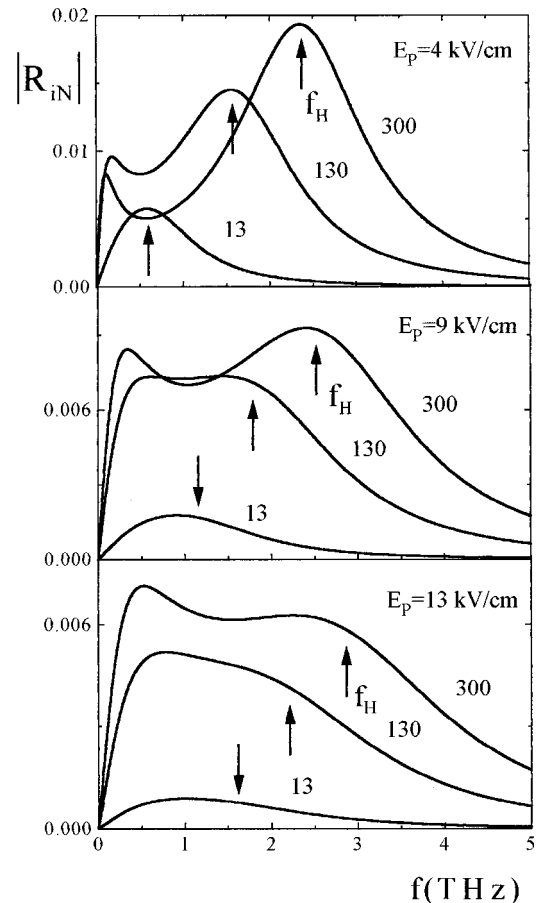 0.02
|R_iN|
E_P=4 kV/cm
f_H
300
0.01
130
13
0.00
E_P=9 kV/cm
f_H
0.006
300
130
13
0.000
E_P=13 kV/cm
0.006
f_H
300
130
13
0.000
0 1 2 3 4 5
f(THz)